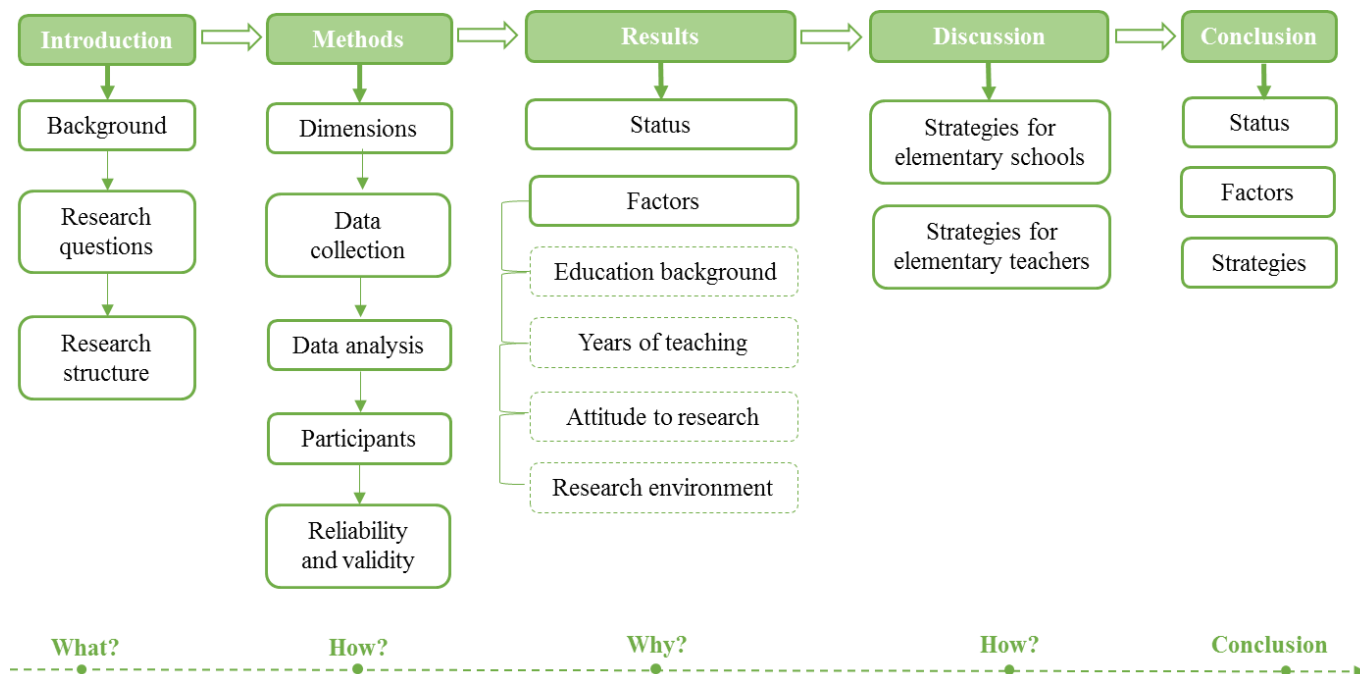 Introduction
Methods
Results
Discussion
Conclusion
Background
Research
questions
Research
structure
Dimensions
Data
collection
Data analysis
Participants
Reliability
and validity
Status
Factors
Education background
Years of teaching
Attitude to research
Research environment
Strategies for
elementary schools
Strategies for
elementary teachers
Status
Factors
Strategies
What?
How?
Why?
How?
Conclusion